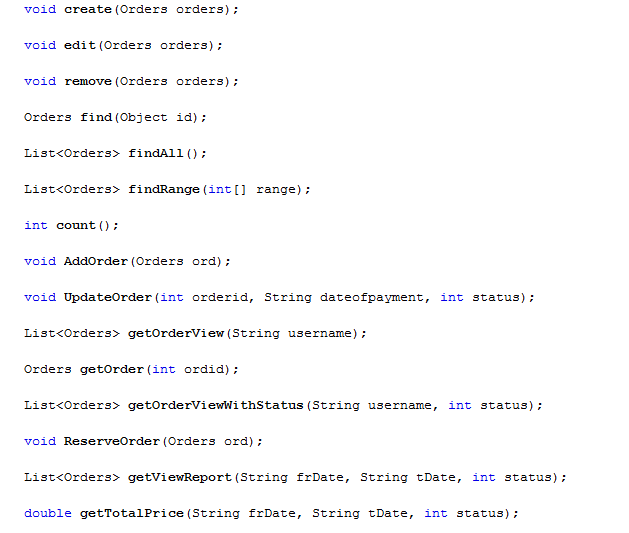 void create(Orders orders);
void edit(Orders orders);
void remove(Orders orders);
Orders find(Object id);
List<Orders> findAll();
List<Orders> findRange(int[] range);
int count();
void AddOrder(Orders ord);
void UpdateOrder(int orderid, String dateofpayment, int status);
List<Orders> getOrderView(String username);
Orders getOrder(int ordid);
List<Orders> getOrderViewWithStatus(String username, int status);
void ReserveOrder(Orders ord);
List<Orders> getViewReport(String frDate, String tDate, int status);
double getTotalPrice(String frDate, String tDate, int status);